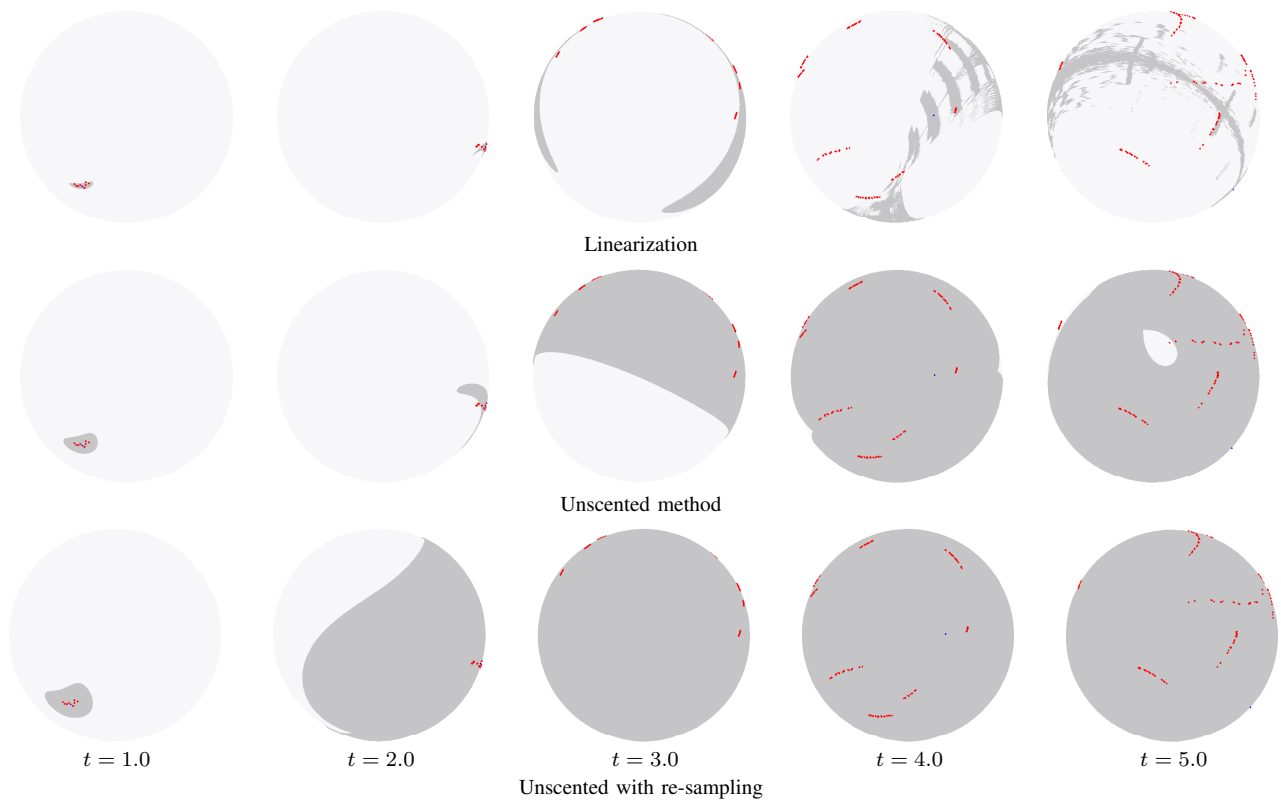 Linearization
Unscented method
t = 1.0 t = 2.0 t = 3.0 t = 4.0 t = 5.0
Unscented with re-sampling